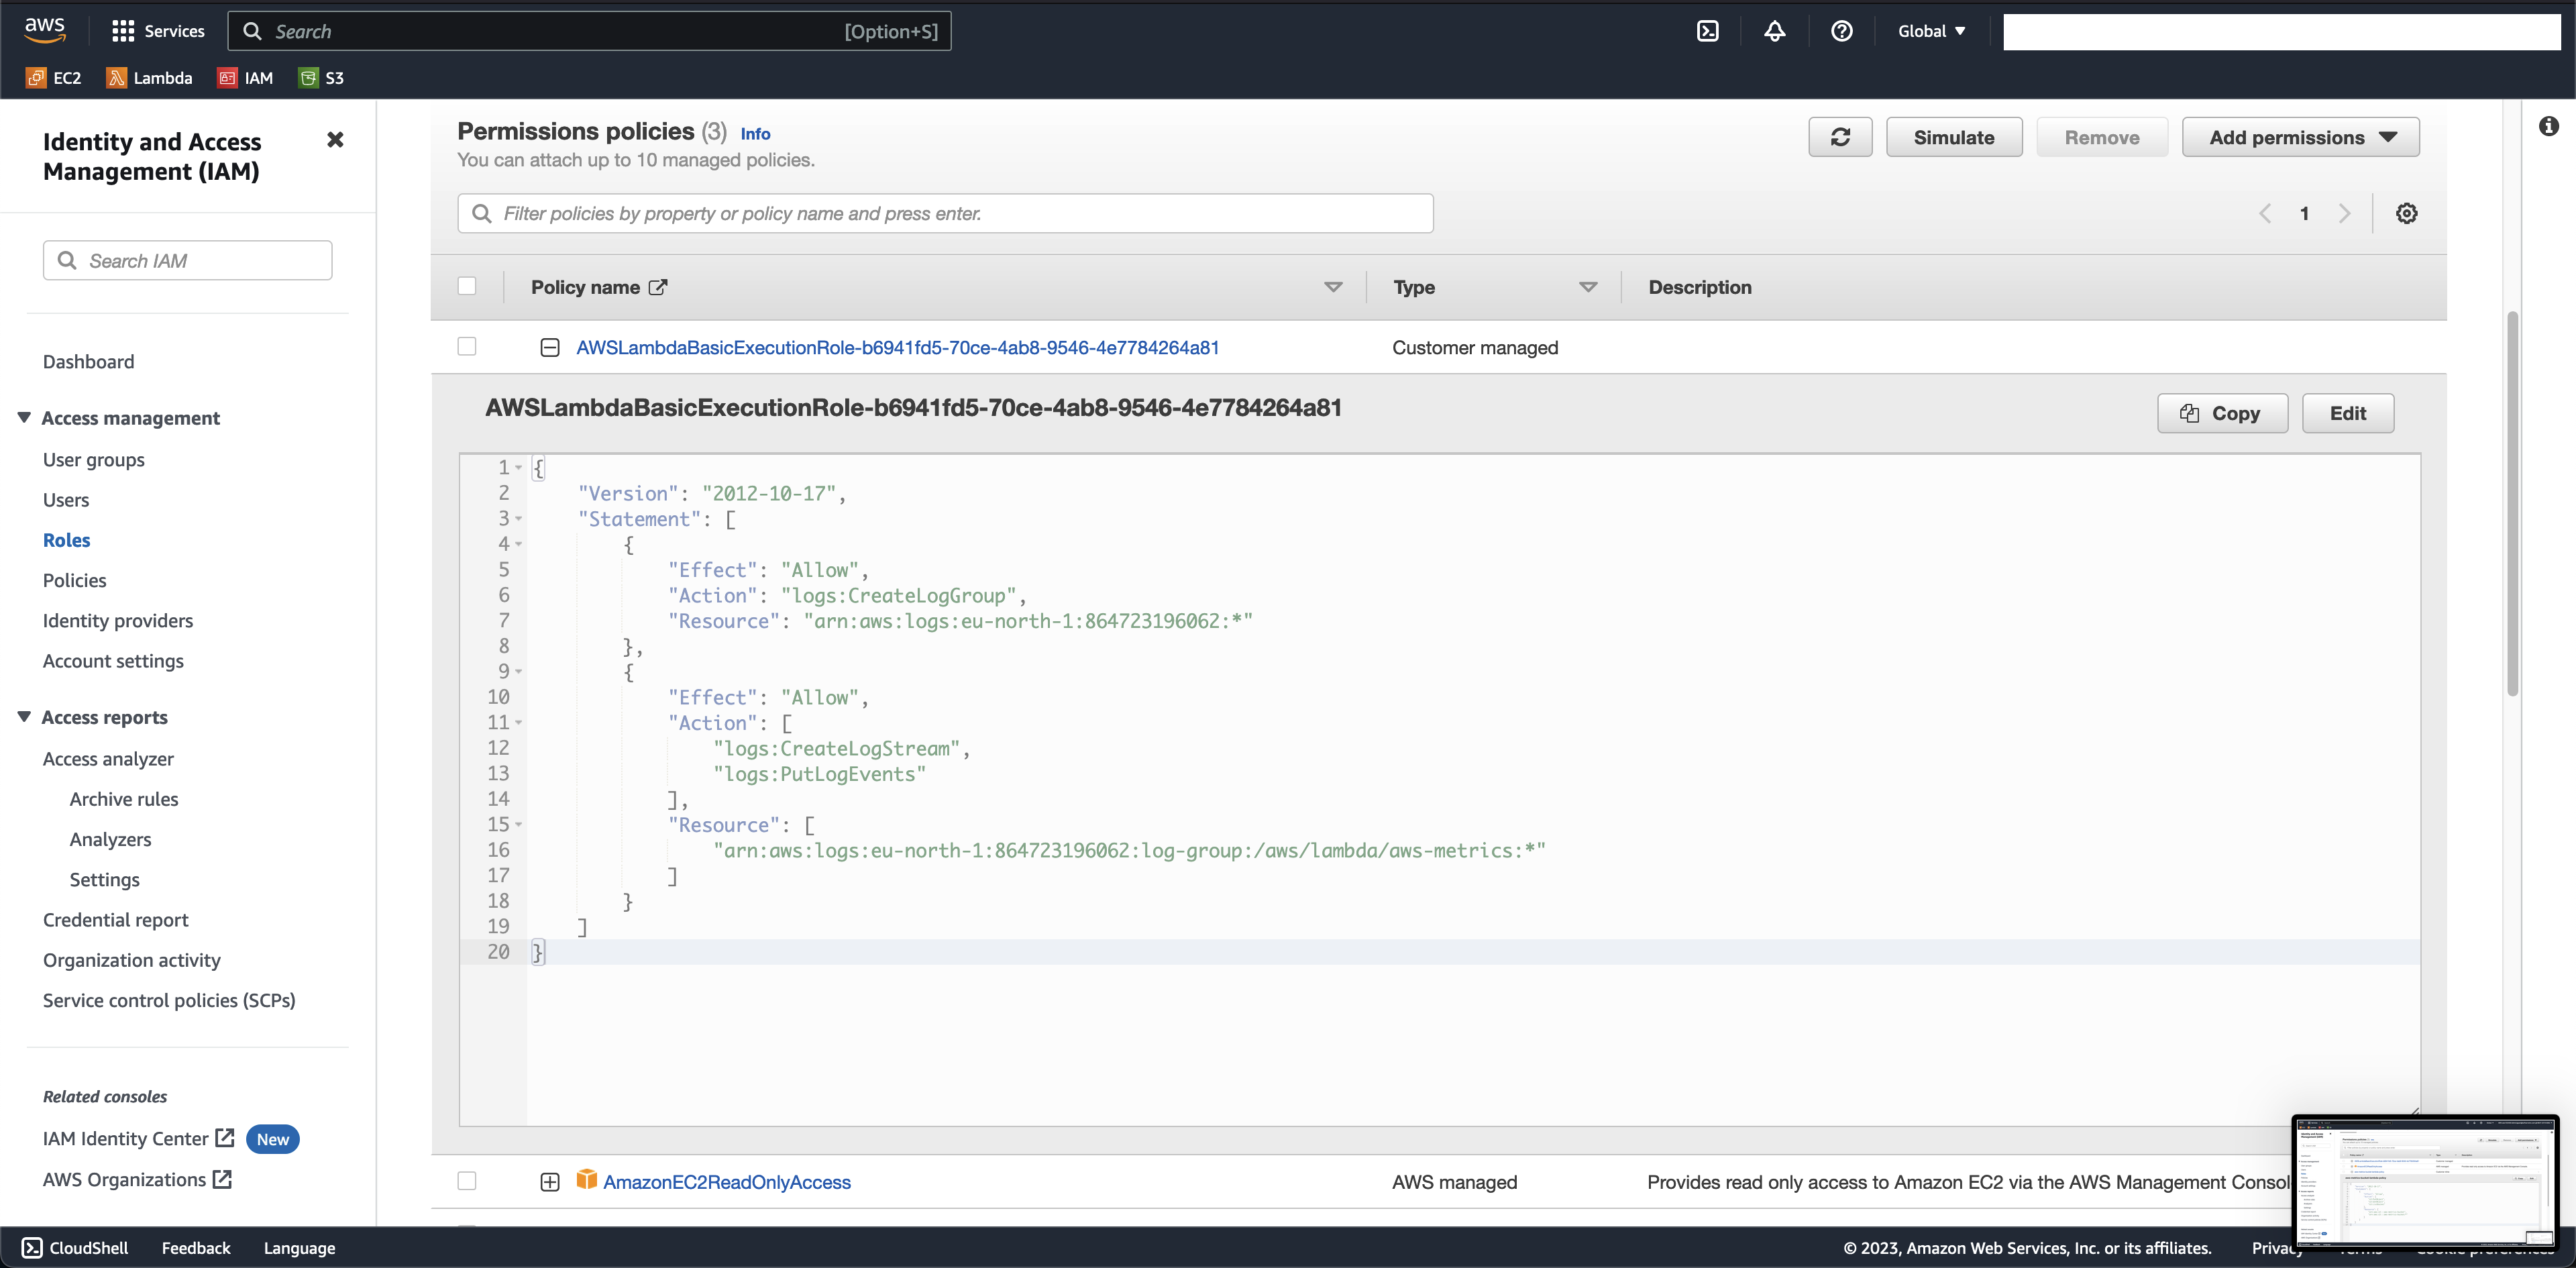 aws
Services
Search
[Option+S]
Global
EC2
Lambda
IAM
S3
Identity and Access
Management (IAM)
Search IAM
Dashboard
Access management
User groups
Users
Roles
Policies
Identity providers
Account settings
Access reports
Access analyzer
Archive rules
Analyzers
Settings
Credential report
Organization activity
Service control policies (SCPs)
Related consoles
IAM Identity Center New
AWS Organizations
Permissions policies (3) Info
You can attach up to 10 managed policies.
Simulate
Remove
Add permissions
Filter policies by property or policy name and press enter.
1
Policy name
Type
Description
AWSLambdaBasicExecutionRole-b6941fd5-70ce-4ab8-9546-4e7784264a81
Customer managed
AWSLambdaBasicExecutionRole-b6941fd5-70ce-4ab8-9546-4e7784264a81
Copy
Edit
1 {
2 "Version": "2012-10-17",
3 "Statement": [
4 {
5 "Effect": "Allow",
6 "Action": "logs:CreateLogGroup",
7 "Resource": "arn:aws:logs:eu-north-1:864723196062:*"
8 },
9 {
10 "Effect": "Allow",
11 "Action": [
12 "logs:CreateLogStream",
13 "logs:PutLogEvents"
14 ],
15 "Resource": [
16 "arn:aws:logs:eu-north-1:864723196062:log-group:/aws/lambda/aws-metrics:*"
17 ]
18 }
19 ]
20 }
AmazonEC2ReadOnlyAccess
AWS managed
Provides read only access to Amazon EC2 via the AWS Management Consol
CloudShell
Feedback
Language
© 2023, Amazon Web Services, Inc. or its affiliates.
Privacy
Terms
Cookie preferences